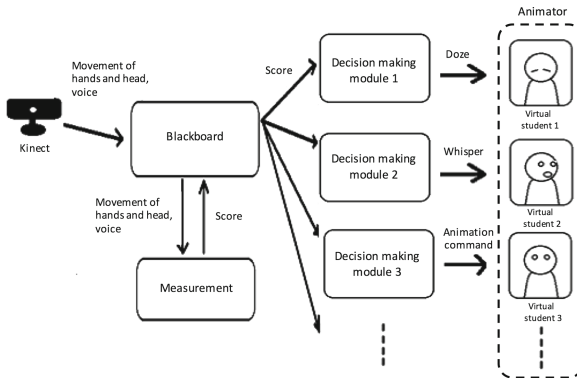 Animator
Movement of
hands and head,
voice
Kinect
Blackboard
Movement of
hands and head,
voice
Score
Measurement
Score
Decision making
module 1
Doze
Virtual
student 1
Decision making
module 2
Whisper
Virtual
student 2
Decision making
module 3
Animation
command
Virtual
student 3